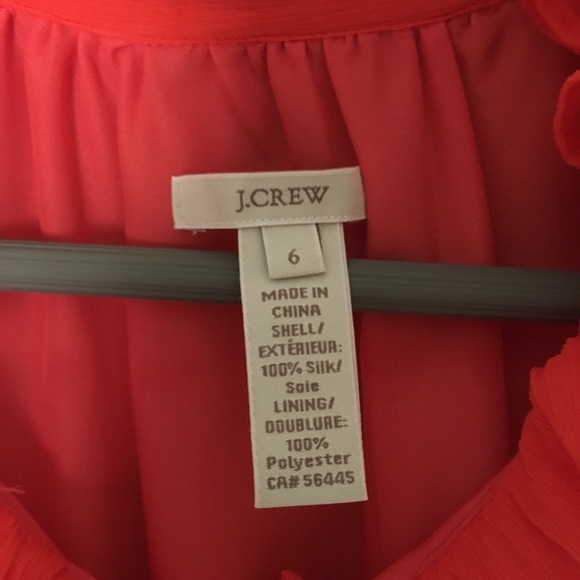 J.CREW
6
MADE IN
CHINA
SHELL/
EXTÉRIEUR:
100% Silk/
Soie
LINING/
DOUBLURE:
100%
Polyester
CA# 56445